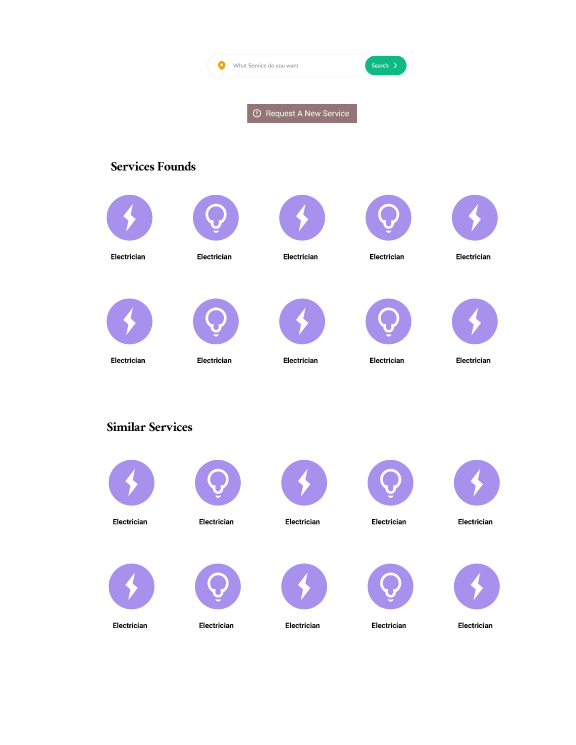 What Service do you want
Search
Request A New Service
Services Founds
Electrician Electrician Electrician Electrician Electrician
Electrician Electrician Electrician Electrician Electrician
Similar Services
Electrician Electrician Electrician Electrician Electrician
Electrician Electrician Electrician Electrician Electrician